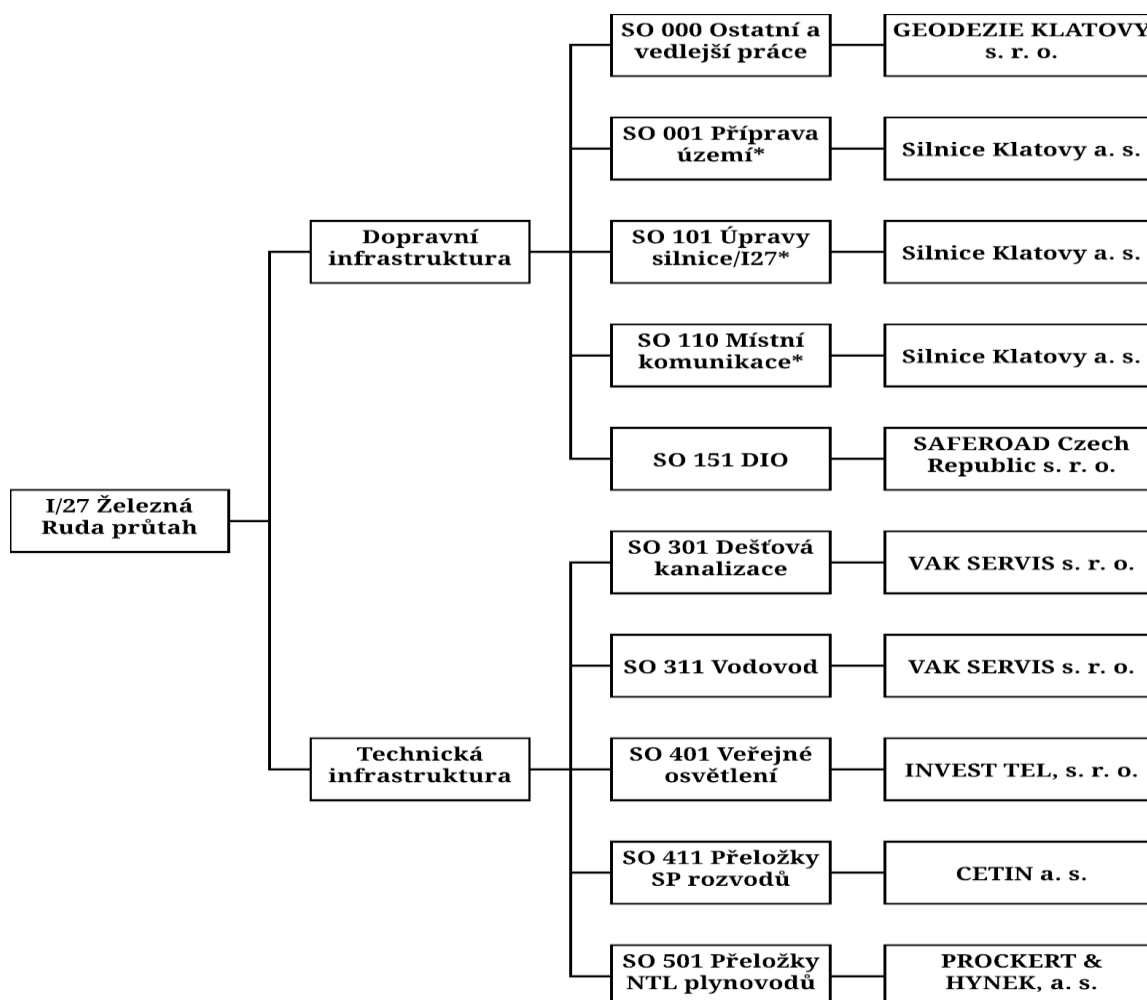 SO 000 Ostatní a
vedlejší práce
GEODEZIE KLATOVY
s. r. o.
SO 001 Příprava
území*
Silnice Klatovy a. s.
Dopravní
infrastruktura
SO 101 Úpravy
silnice/I27*
Silnice Klatovy a. s.
SO 110 Místní
komunikace*
Silnice Klatovy a. s.
SO 151 DIO
SAFEROAD Czech
Republic s. r. o.
I/27 Železná
Ruda průtah
SO 301 Dešťová
kanalizace
VAK SERVIS s. r. o.
SO 311 Vodovod
VAK SERVIS s. r. o.
Technická
infrastruktura
SO 401 Veřejné
osvětlení
INVEST TEL, s. r. o.
SO 411 Přeložky
SP rozvodů
CETIN a. s.
SO 501 Přeložky
NTL plynovodů
PROCKERT &
HYNEK, a. s.